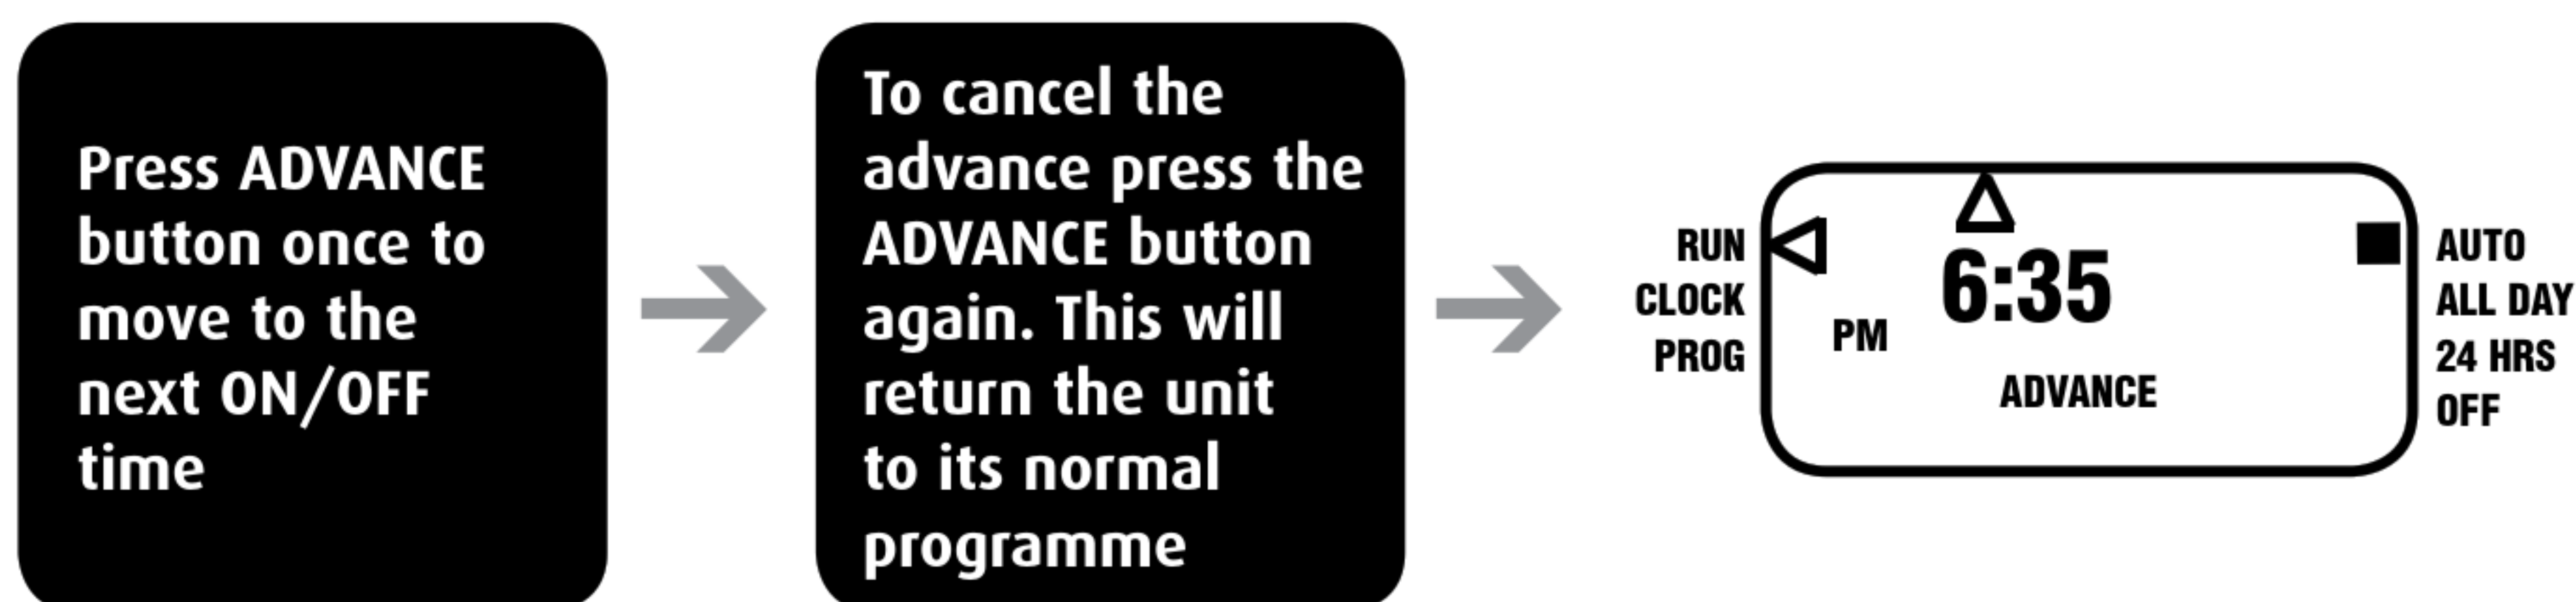 Press ADVANCE
button once to
move to the
next ON/OFF
time
To cancel the
advance press the
ADVANCE button
again. This will
return the unit
to its normal
programme
RUN
CLOCK
PROG
6:35
PM
ADVANCE
AUTO
ALL DAY
24 HRS
OFF